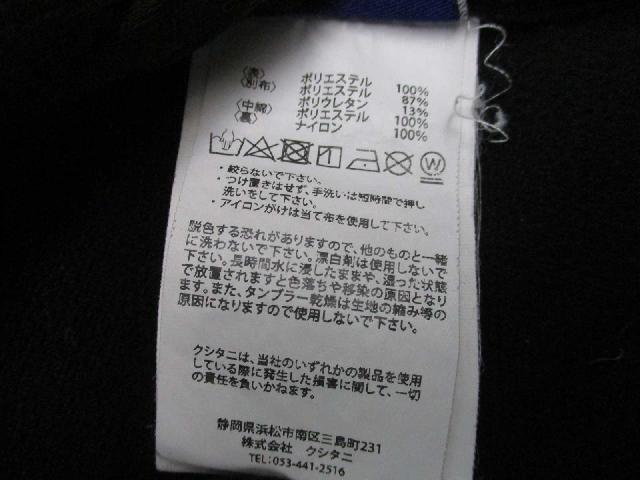 〈表〉 ポリエステル 100%
〈別布〉 ポリエステル 87%
ポリウレタン 13%
〈中綿〉 ポリエステル 100%
〈裏〉 ナイロン 100%
W
・絞らないで下さい。
・つけ置きはせず、手洗いは短時間で押し
洗いをして下さい。
・アイロンがけは当て布を使用して下さい。
脱色する恐れがありますので、他のものと一緒
に洗わないで下さい。漂白剤は使用しないで
下さい。長時間水に浸したままや、湿った状態
で放置されますと色落ちや移染の原因となり
ます。また、タンブラー乾燥は生地の縮み等の
原因になりますので使用しないで下さい。
クシタニは、当社のいずれかの製品を使用
している際に発生した損害に関して、一切
の責任を負いかねます。
静岡県浜松市南区三島町231
株式会社 クシタニ
TEL：053-441-2516